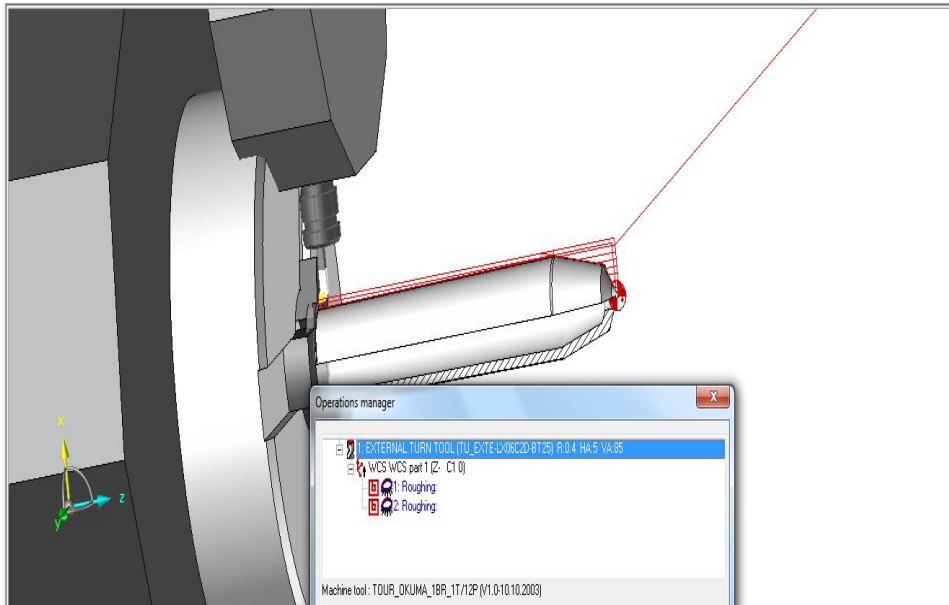 x
z
y
Operations manager
X
1: EXTERNAL TURN TOOL (TU_EXTE-LX06C2D-BT25) R:0.4 HA:5 VA:85
WCS WCS part 1 (Z- C1 0)
1: Roughing:
2: Roughing:
Machine tool : TOUR_OKUMA_1BR_1T/12P (V1.0-10.10.2003)